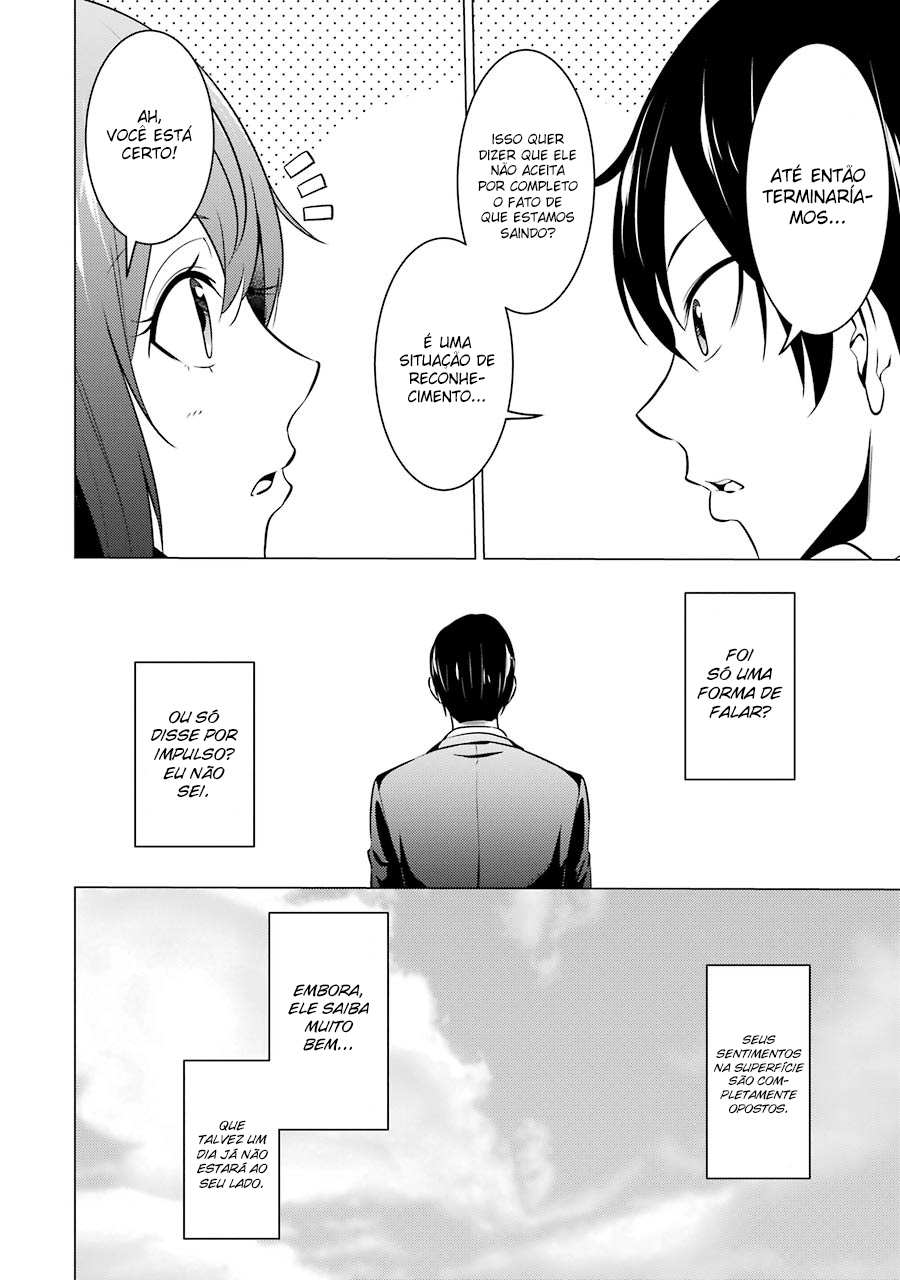 ATÉ ENTÃO
TERMINARÍA-
MOS...
ISSO QUER
DIZER QUE ELE
NÃO ACEITA
POR COMPLETO
O FATO DE
QUE ESTAMOS
SAINDO?
É UMA
SITUAÇÃO DE
RECONHE-
CIMENTO...
AH,
VOCÊ ESTÁ
CERTO!
FOI
SÓ UMA
FORMA DE
FALAR?
OU SÓ
DISSE POR
IMPULSO?
EU NÃO
SEI.
SEUS
SENTIMENTOS
NA SUPERFÍCIE
SÃO COM-
PLETAMENTE
OPOSTOS.
EMBORA,
ELE SAIBA
MUITO
BEM...
QUE
TALVEZ UM
DIA JÁ NÃO
ESTARÁ AO
SEU LADO.